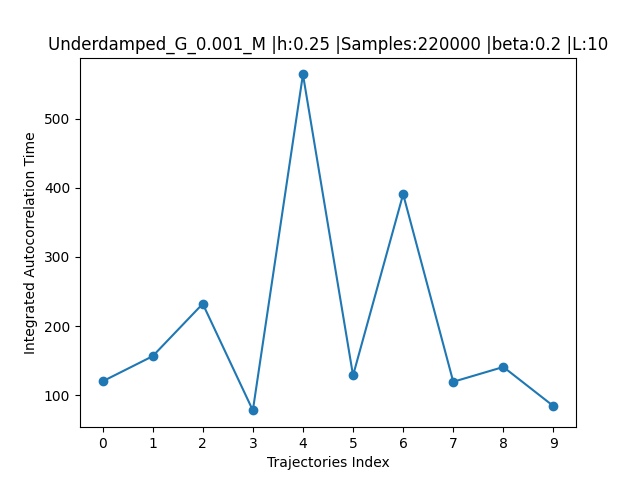 Underdamped_G_0.001_M |h:0.25 |Samples:220000 |beta:0.2 |L:10
Integrated Autocorrelation Time
500
400
300
200
100
0 1 2 3 4 5 6 7 8 9
Trajectories Index